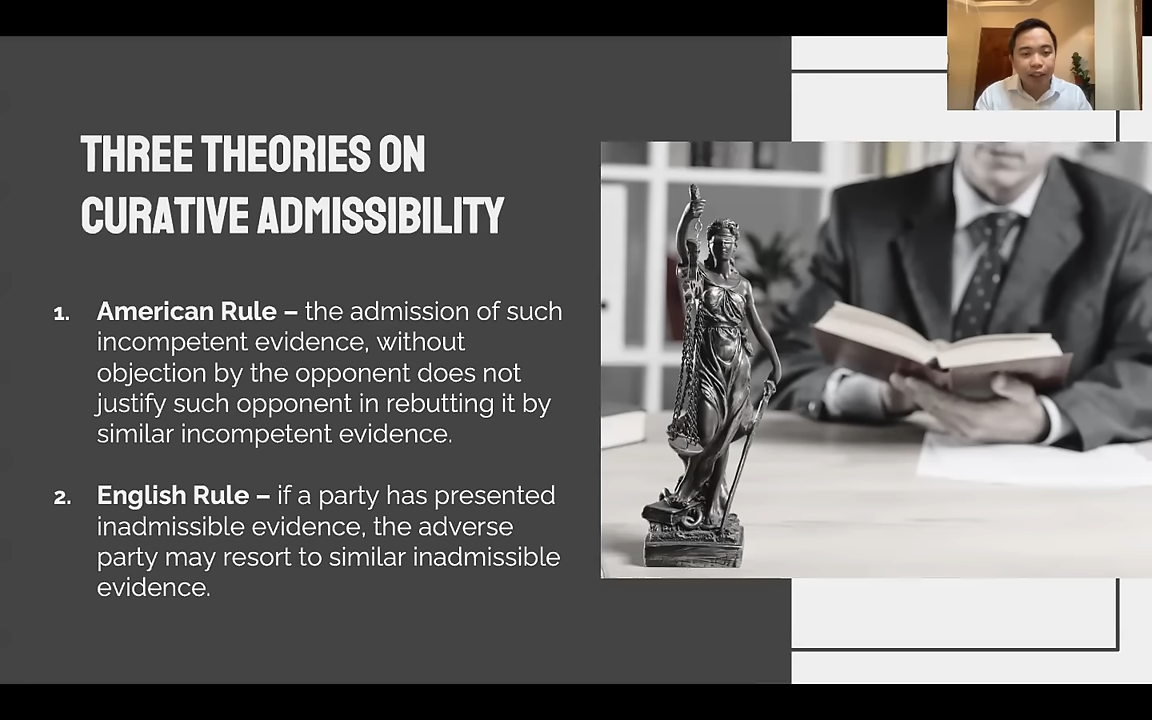 THREE THEORIES ON
CURATIVE ADMISSIBILITY
1. American Rule – the admission of such
incompetent evidence, without
objection by the opponent does not
justify such opponent in rebutting it by
similar incompetent evidence.
2. English Rule – if a party has presented
inadmissible evidence, the adverse
party may resort to similar inadmissible
evidence.